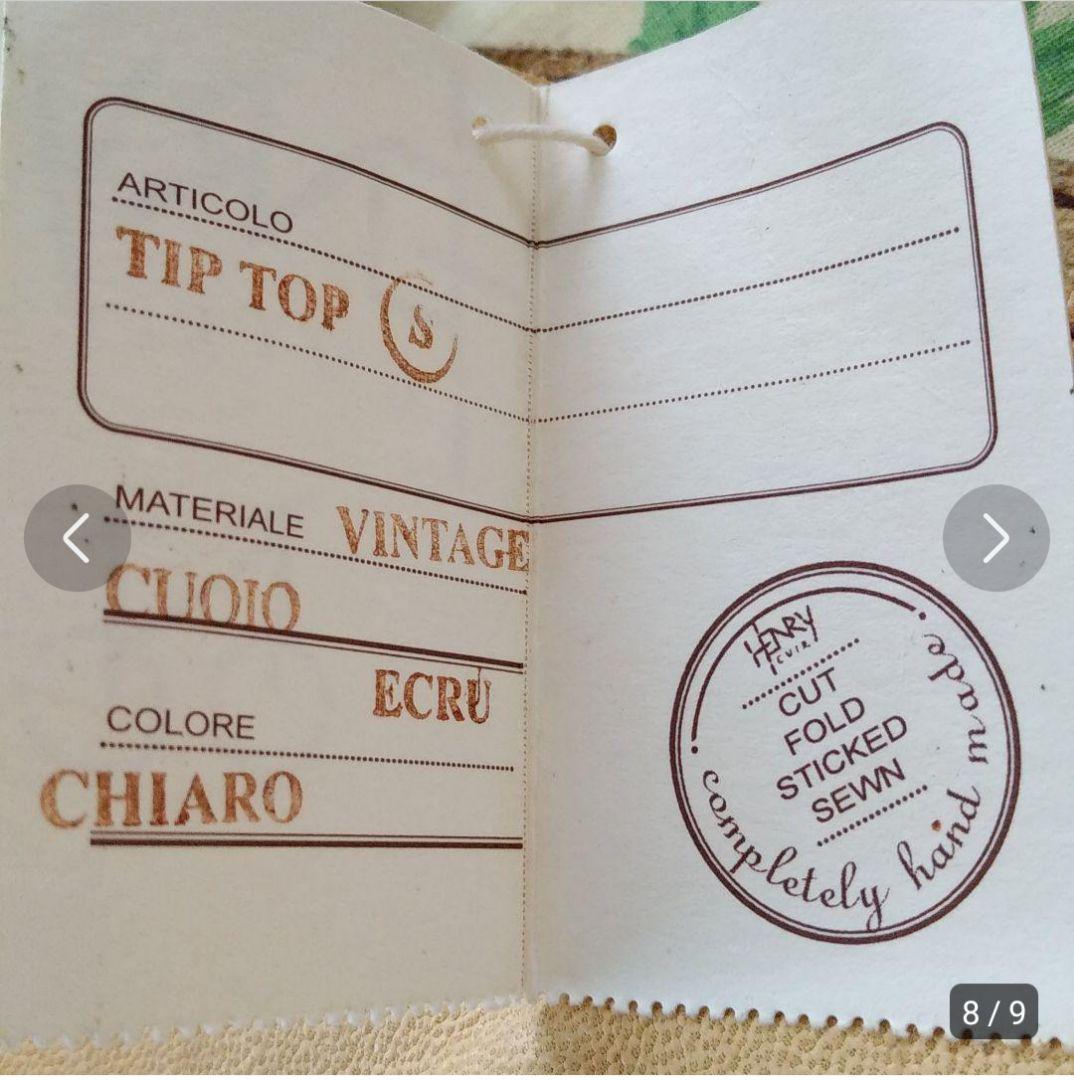 ARTICOLO
TIP TOP S
MATERIALE VINTAGE
CUOIO
ECRÙ
COLORE
CHIARO
HENRY
CUIR
CUT
FOLD
STICKED
SEWN
completely hand made
8 / 9